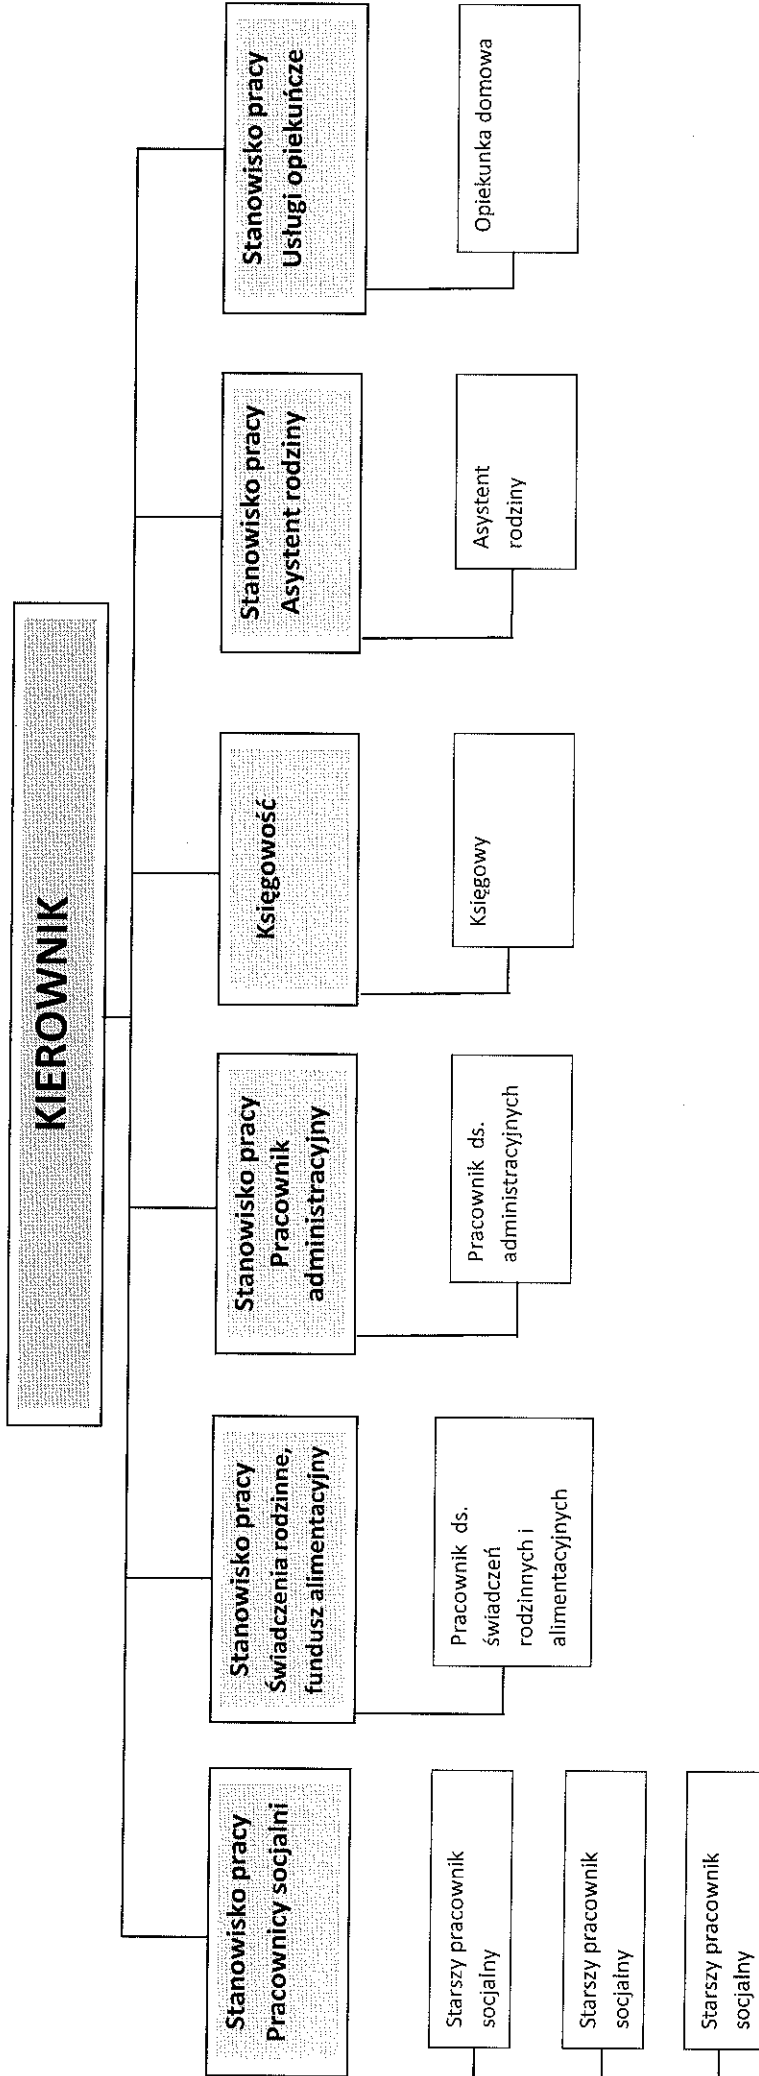 KIEROWNIK
Stanowisko pracy
Pracownicy socjalni
Starszy pracownik
socjalny
Starszy pracownik
socjalny
Starszy pracownik
socjalny
Stanowisko pracy
Świadczenia rodzinne,
fundusz alimentacyjny
Pracownik ds.
świadczeń
rodzinnych i
alimentacyjnych
Stanowisko pracy
Pracownik
administracyjny
Pracownik ds.
administracyjnych
Księgowość
Księgowy
Stanowisko pracy
Asystent rodziny
Asystent
rodziny
Stanowisko pracy
Usługi opiekuńcze
Opiekunka domowa